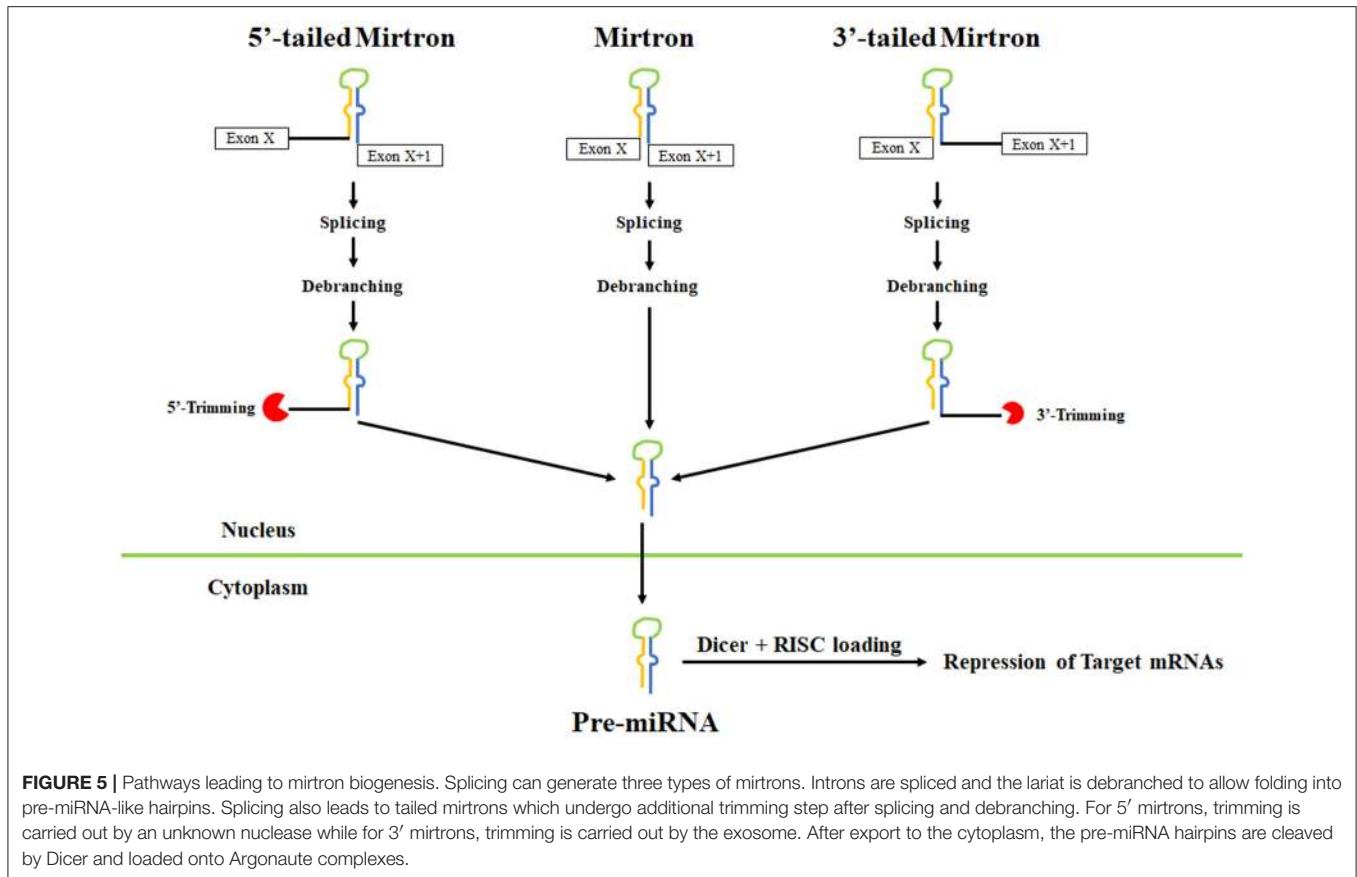 5’-tailed Mirtron
Mirtron
3’-tailed Mirtron
Exon X
Exon X+1
Exon X
Exon X+1
Exon X
Exon X+1
Splicing
Splicing
Splicing
Debranching
Debranching
Debranching
5’-Trimming
3’-Trimming
Nucleus
Cytoplasm
Dicer + RISC loading
Repression of Target mRNAs
Pre-miRNA
FIGURE 5 | Pathways leading to mirtron biogenesis. Splicing can generate three types of mirtrons. Introns are spliced and the lariat is debranched to allow folding into
pre-miRNA-like hairpins. Splicing also leads to tailed mirtrons which undergo additional trimming step after splicing and debranching. For 5′ mirtrons, trimming is
carried out by an unknown nuclease while for 3′ mirtrons, trimming is carried out by the exosome. After export to the cytoplasm, the pre-miRNA hairpins are cleaved
by Dicer and loaded onto Argonaute complexes.